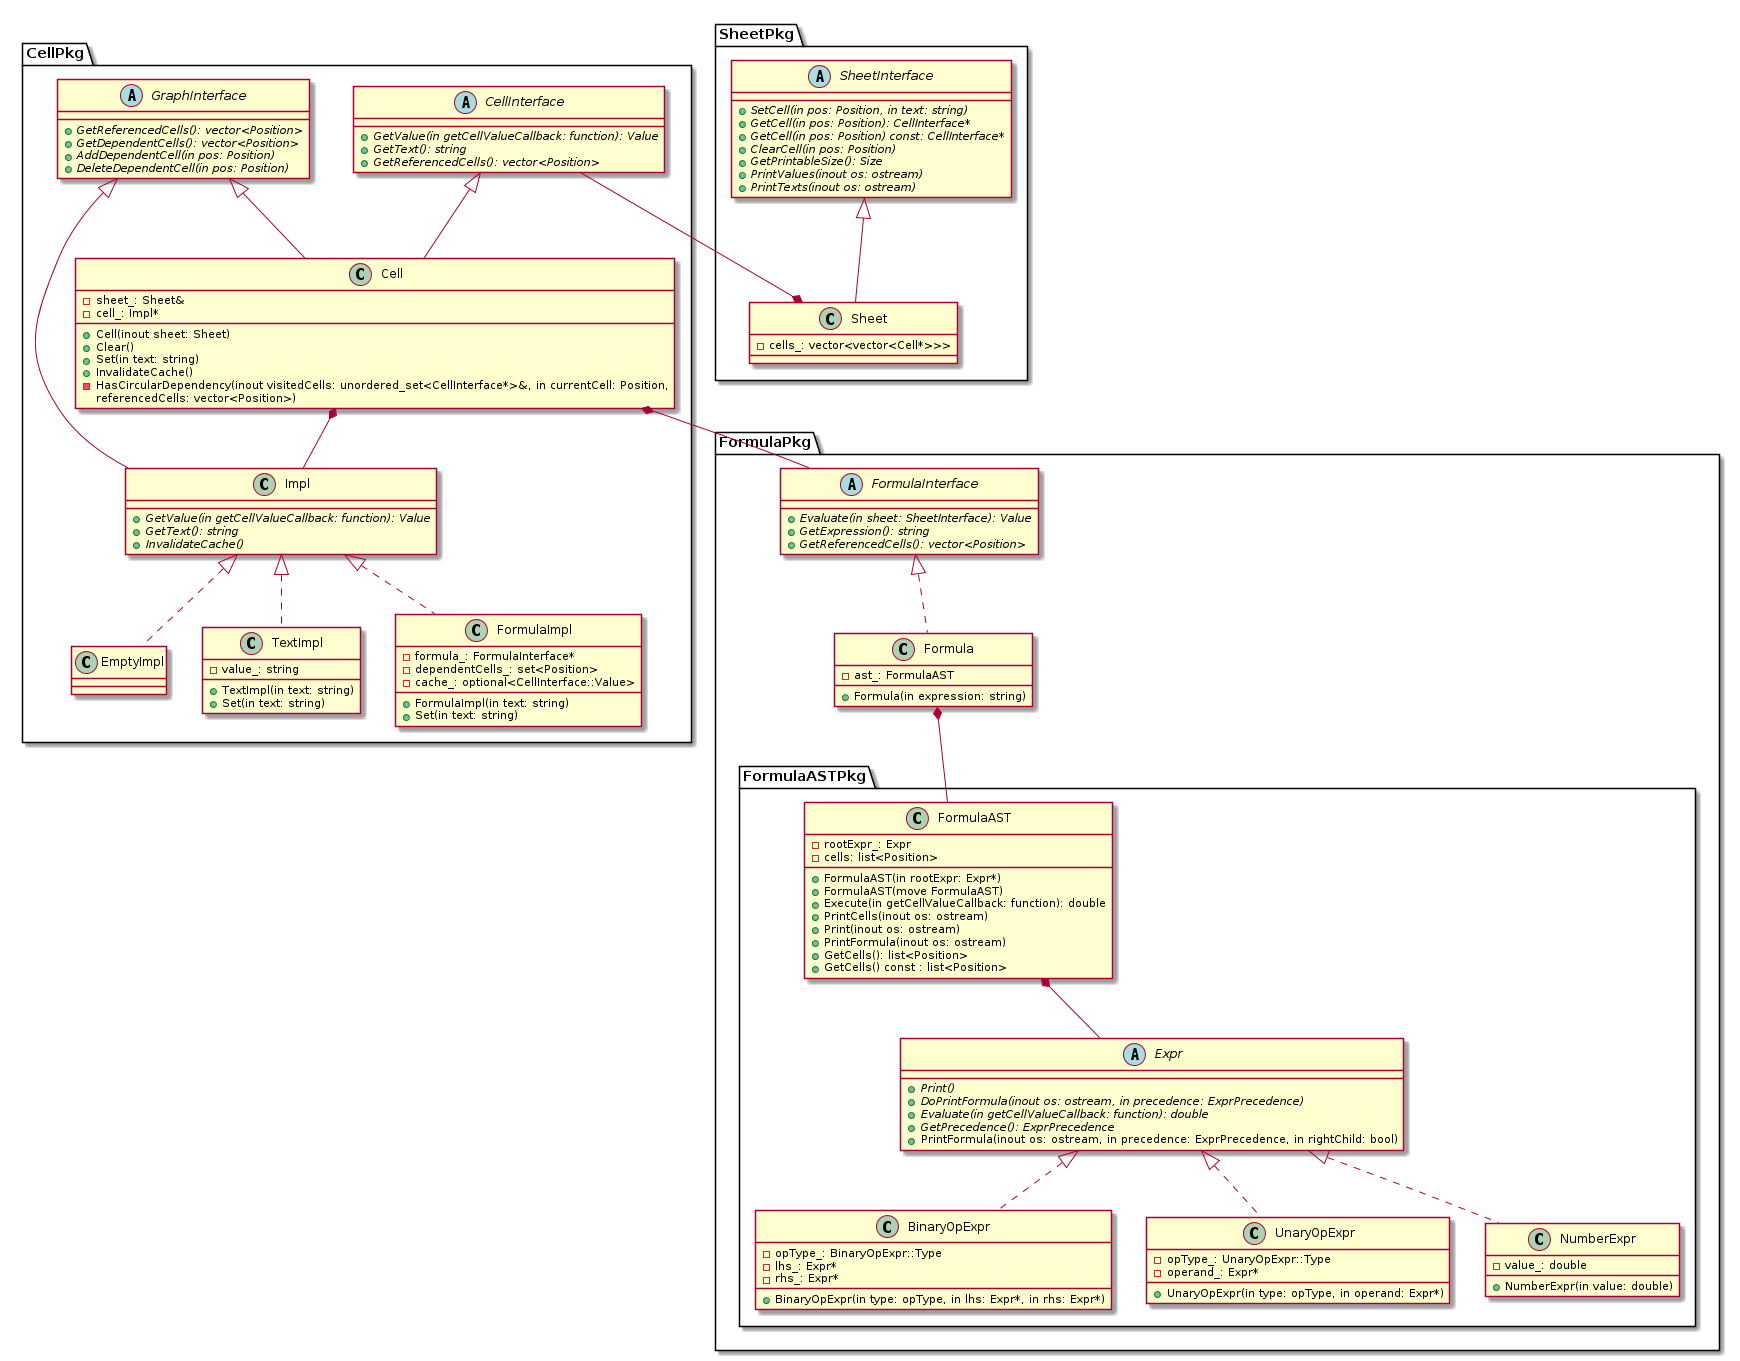 CellPkg
A GraphInterface
GetReferencedCells(): vector<Position>
GetDependentCells(): vector<Position>
AddDependentCell(in pos: Position)
DeleteDependentCell(in pos: Position)
A CellInterface
GetValue(in getCellValueCallback: function): Value
GetText(): string
GetReferencedCells(): vector<Position>
C Cell
sheet_: Sheet&
cell_: Impl*
Cell(inout sheet: Sheet)
Clear()
Set(in text: string)
InvalidateCache()
HasCircularDependency(inout visitedCells: unordered_set<CellInterface*>&, in currentCell: Position,
referencedCells: vector<Position>)
C Impl
GetValue(in getCellValueCallback: function): Value
GetText(): string
InvalidateCache()
C EmptyImpl
C TextImpl
value_: string
TextImpl(in text: string)
Set(in text: string)
C FormulaImpl
formula_: FormulaInterface*
dependentCells_: set<Position>
cache_: optional<CellInterface::Value>
FormulaImpl(in text: string)
Set(in text: string)
SheetPkg
A SheetInterface
SetCell(in pos: Position, in text: string)
GetCell(in pos: Position): CellInterface*
GetCell(in pos: Position) const: CellInterface*
ClearCell(in pos: Position)
GetPrintableSize(): Size
PrintValues(inout os: ostream)
PrintTexts(inout os: ostream)
C Sheet
cells_: vector<vector<Cell*>>>
FormulaPkg
A FormulaInterface
Evaluate(in sheet: SheetInterface): Value
GetExpression(): string
GetReferencedCells(): vector<Position>
C Formula
ast_: FormulaAST
Formula(in expression: string)
FormulaASTPkg
C FormulaAST
rootExpr_: Expr
cells: list<Position>
FormulaAST(in rootExpr: Expr*)
FormulaAST(move FormulaAST)
Execute(in getCellValueCallback: function): double
PrintCells(inout os: ostream)
Print(inout os: ostream)
PrintFormula(inout os: ostream)
GetCells(): list<Position>
GetCells() const : list<Position>
A Expr
Print()
DoPrintFormula(inout os: ostream, in precedence: ExprPrecedence)
Evaluate(in getCellValueCallback: function): double
GetPrecedence(): ExprPrecedence
PrintFormula(inout os: ostream, in precedence: ExprPrecedence, in rightChild: bool)
C BinaryOpExpr
opType_: BinaryOpExpr::Type
lhs_: Expr*
rhs_: Expr*
BinaryOpExpr(in type: opType, in lhs: Expr*, in rhs: Expr*)
C UnaryOpExpr
opType_: UnaryOpExpr::Type
operand_: Expr*
UnaryOpExpr(in type: opType, in operand: Expr*)
C NumberExpr
value_: double
NumberExpr(in value: double)